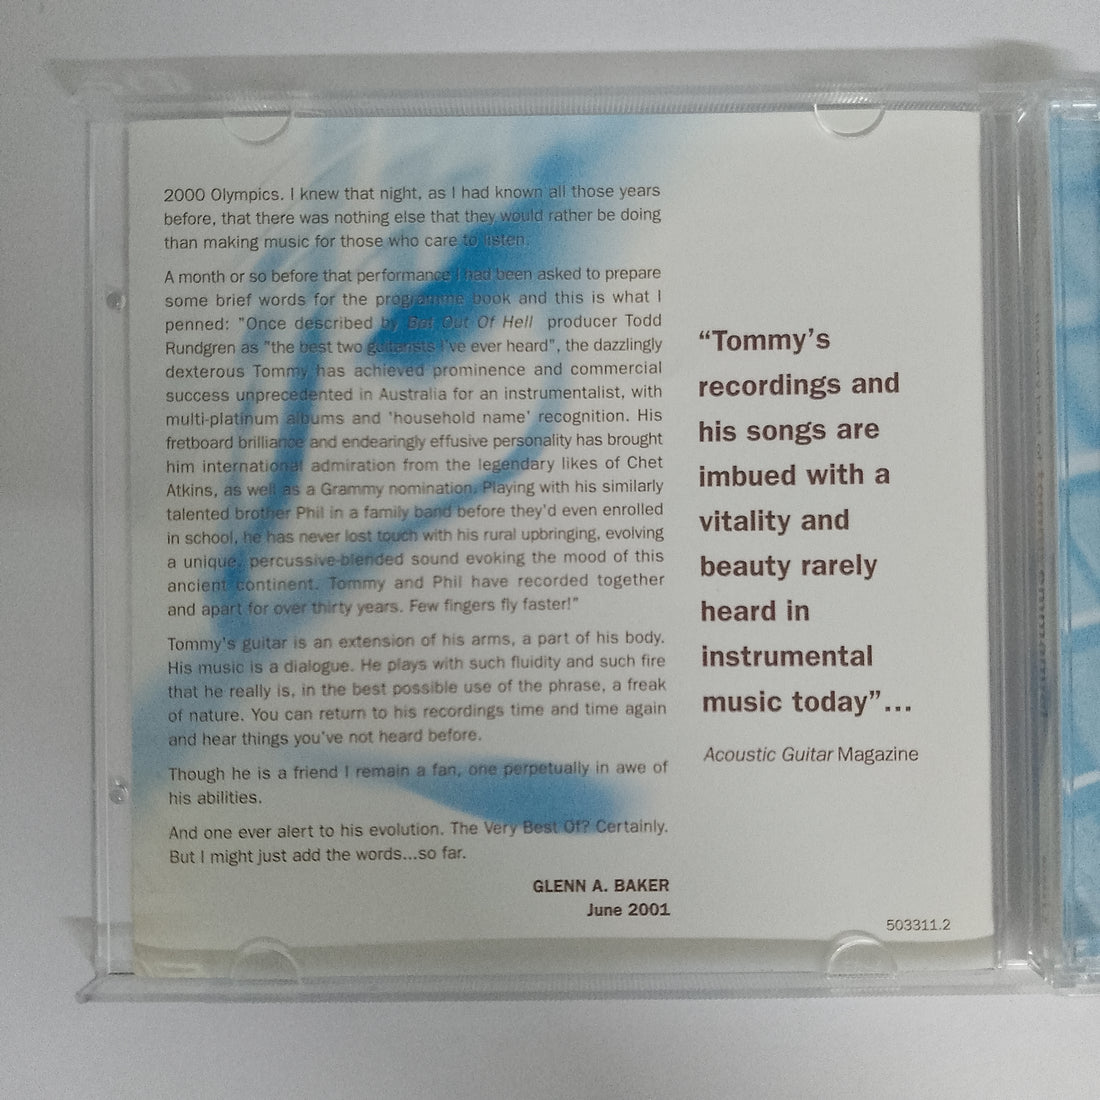 2000 Olympics. I knew that night, as I had known all those years
before, that there was nothing else that they would rather be doing
than making music for those who care to listen.
A month or so before that performance I had been asked to prepare
some brief words for the programme book and this is what I
penned: "Once described by Bat Out Of Hell producer Todd
Rundgren as "the best two guitarists I've ever heard", the dazzlingly
dexterous Tommy has achieved prominence and commercial
success unprecedented in Australia for an instrumentalist, with
multi-platinum albums and 'household name' recognition. His
fretboard brilliance and endearingly effusive personality has brought
him international admiration from the legendary likes of Chet
Atkins, as well as a Grammy nomination. Playing with his similarly
talented brother Phil in a family band before they'd even enrolled
in school, he has never lost touch with his rural upbringing, evolving
a unique, percussive-blended sound evoking the mood of this
ancient continent. Tommy and Phil have recorded together
and apart for over thirty years. Few fingers fly faster!"
Tommy's guitar is an extension of his arms, a part of his body.
His music is a dialogue. He plays with such fluidity and such fire
that he really is, in the best possible use of the phrase, a freak
of nature. You can return to his recordings time and time again
and hear things you've not heard before.
Though he is a friend I remain a fan, one perpetually in awe of
his abilities.
And one ever alert to his evolution. The Very Best Of? Certainly.
But I might just add the words...so far.
GLENN A. BAKER
June 2001
"Tommy's
recordings and
his songs are
imbued with a
vitality and
beauty rarely
heard in
instrumental
music today"...
Acoustic Guitar Magazine
503311.2